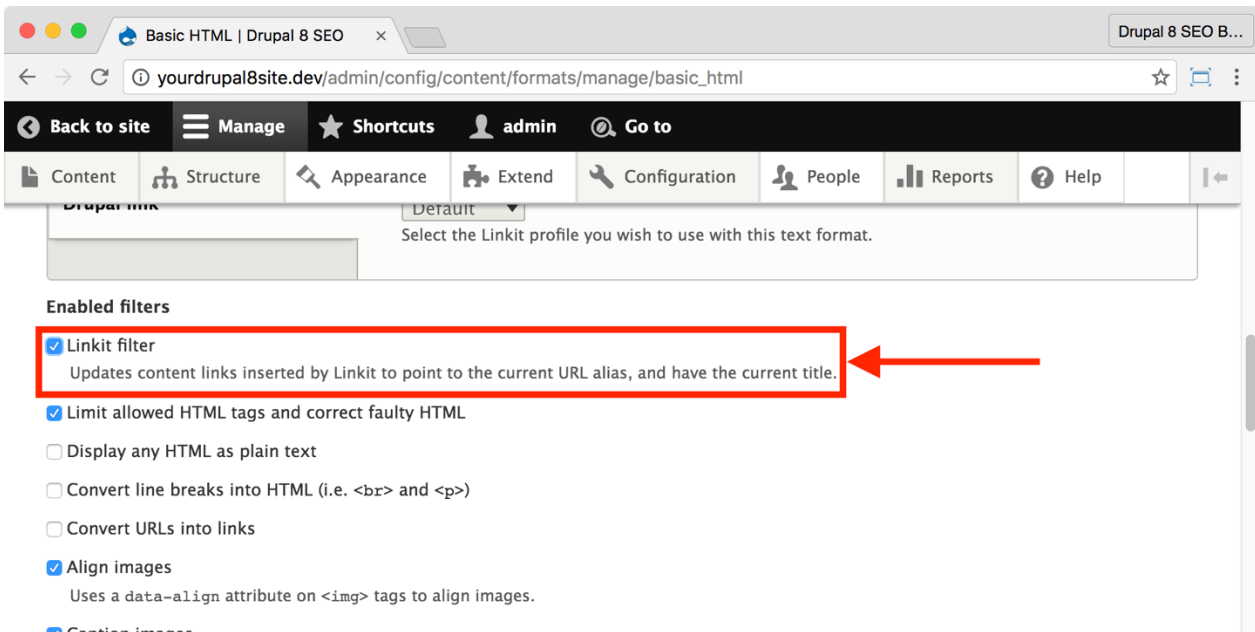 Basic HTML | Drupal 8 SEO
Drupal 8 SEO B...
yourdrupal8site.dev/admin/config/content/formats/manage/basic_html
Back to site Manage Shortcuts admin Go to
Content Structure Appearance Extend Configuration People Reports Help
Drupal link Default
Select the Linkit profile you wish to use with this text format.
Enabled filters
Linkit filter
Updates content links inserted by Linkit to point to the current URL alias, and have the current title.
Limit allowed HTML tags and correct faulty HTML
Display any HTML as plain text
Convert line breaks into HTML (i.e. <br> and <p>)
Convert URLs into links
Align images
Uses a data-align attribute on <img> tags to align images.
Caption images